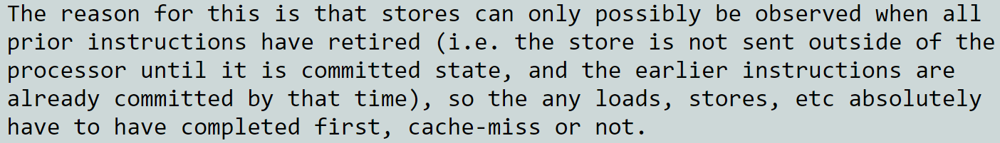 The reason for this is that stores can only possibly be observed when all
prior instructions have retired (i.e. the store is not sent outside of the
processor until it is committed state, and the earlier instructions are
already committed by that time), so the any loads, stores, etc absolutely
have to have completed first, cache-miss or not.